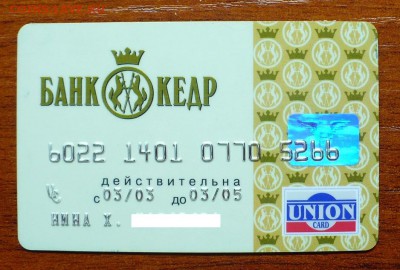 БАНК КЕДР
6022 1401 0770 5266
действительна
с 03/03 до 03/05
UNION
CARD
НИНА Х.